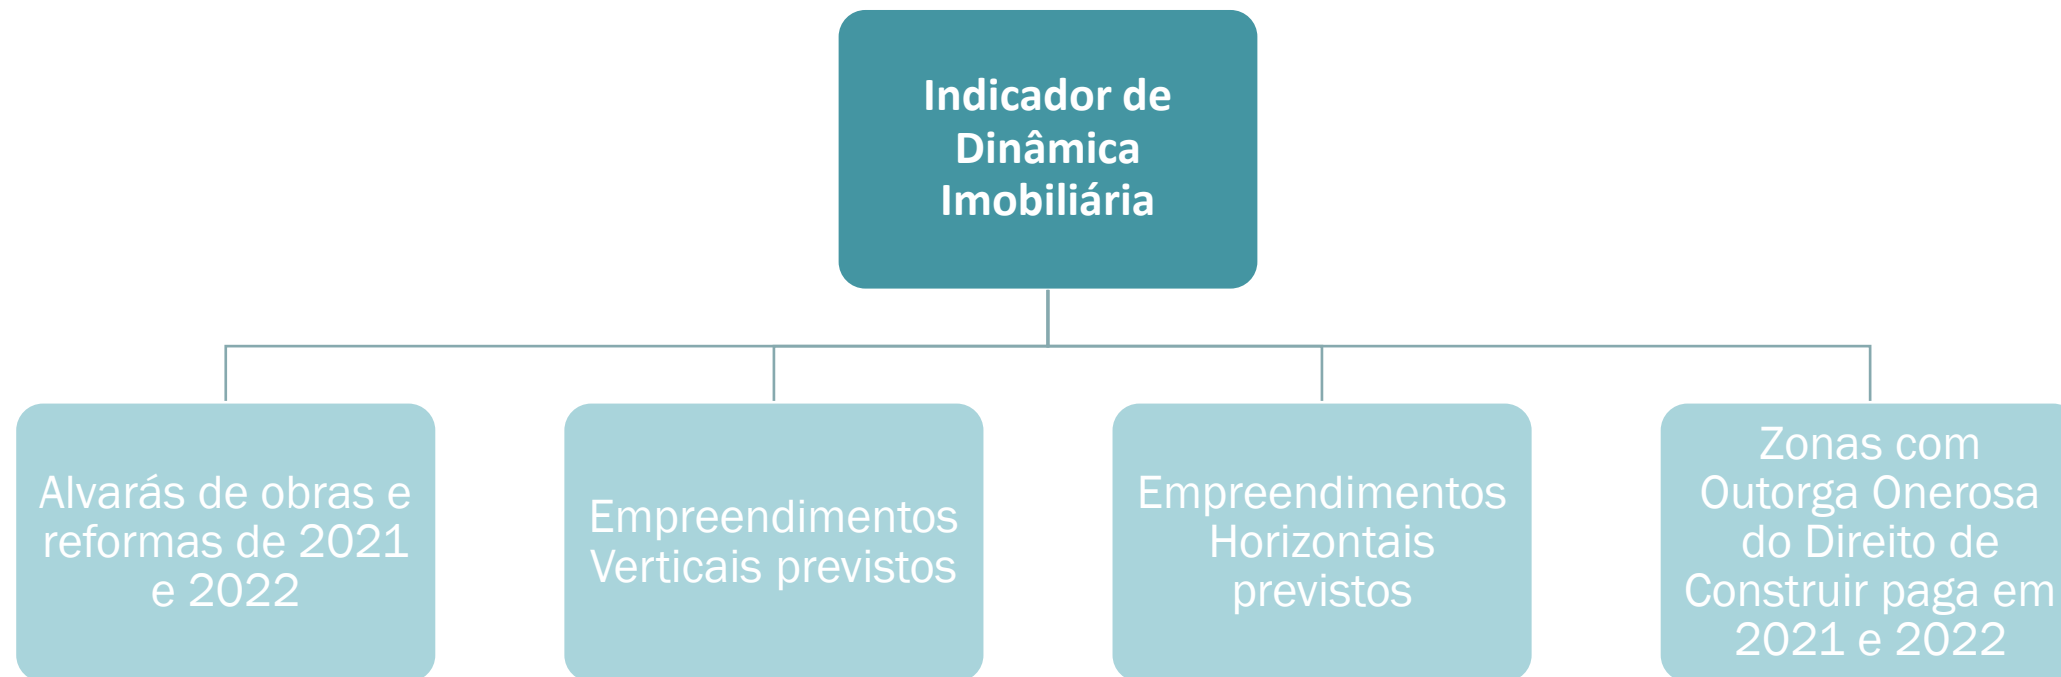 Indicador de
Dinâmica
Imobiliária
Alvarás de obras e
reformas de 2021
e 2022
Empreendimentos
Verticais previstos
Empreendimentos
Horizontais
previstos
Zonas com
Outorga Onerosa
do Direito de
Construir paga em
2021 e 2022